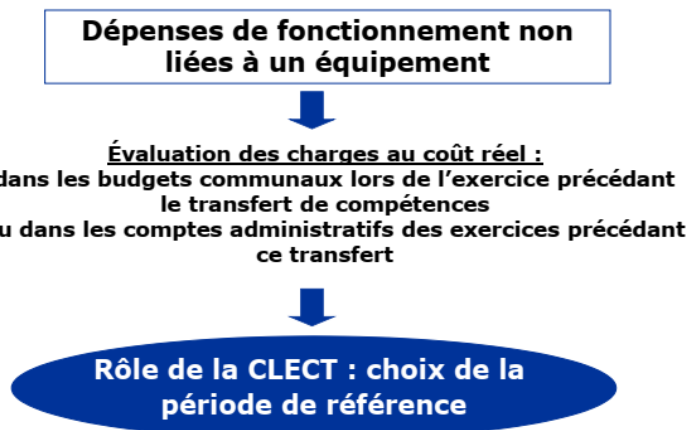 Dépenses de fonctionnement non
liées à un équipement
Évaluation des charges au coût réel :
dans les budgets communaux lors de l’exercice précédant
le transfert de compétences
u dans les comptes administratifs des exercices précédant
ce transfert
Rôle de la CLECT : choix de la
période de référence